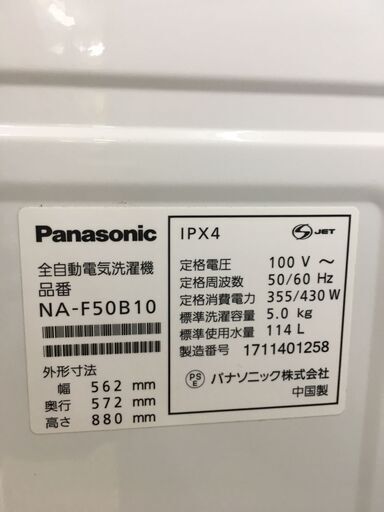 Panasonic
全自動電気洗濯機
品番
NA-F50B10
外形寸法
幅 562 mm
奥行 572 mm
高さ 880 mm
IPX4
S JET
定格電圧 100 V ～
定格周波数 50/60 Hz
定格消費電力 355/430 W
標準洗濯容量 5.0 kg
標準使用水量 114 L
製造番号 1711401258
PS E パナソニック株式会社
中国製